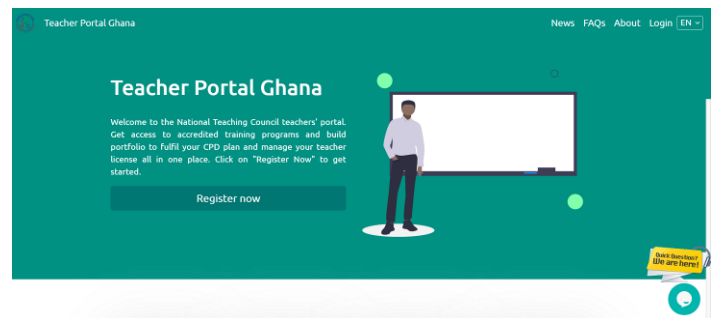 Teacher Portal Ghana
News FAQs About Login EN
Teacher Portal Ghana
Welcome to the National Teaching Council teachers' portal.
Get access to accredited training programs and build
portfolio to fulfil your CPD plan and manage your teacher
license all in one place. Click on "Register Now" to get
started.
Register now
Quick Question?
We are here!